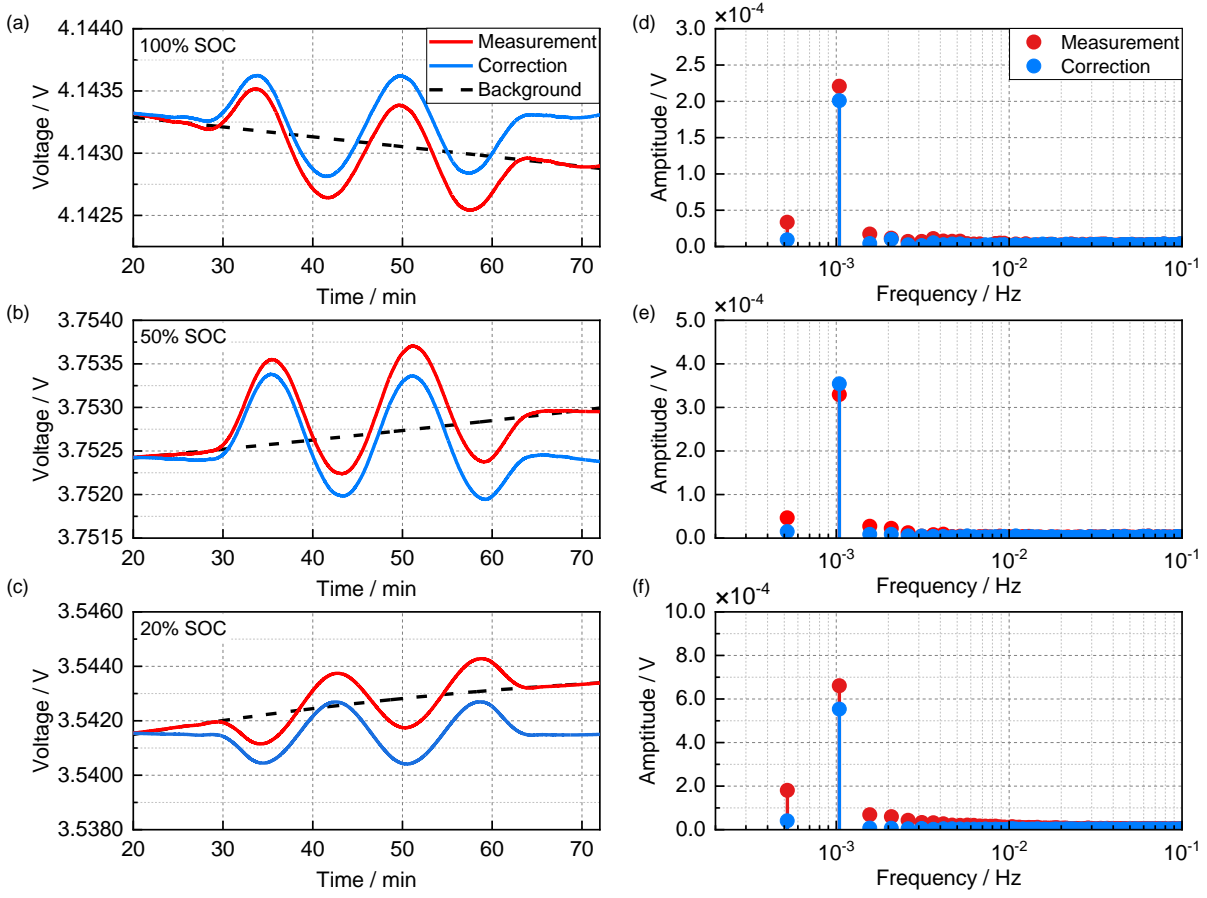 (a)
4.1440
4.1435
4.1430
4.1425
Voltage / V
100% SOC
Measurement
Correction
Background
20 30 40 50 60 70
Time / min
(d)
×10-4
3.0
2.5
2.0
1.5
1.0
0.5
0.0
Amptitude / V
Measurement
Correction
10-3 10-2 10-1
Frequency / Hz
(b)
3.7540
3.7535
3.7530
3.7525
3.7520
3.7515
Voltage / V
50% SOC
20 30 40 50 60 70
Time / min
(e)
×10-4
5.0
4.0
3.0
2.0
1.0
0.0
Amptitude / V
10-3 10-2 10-1
Frequency / Hz
(c)
3.5460
3.5440
3.5420
3.5400
3.5380
Voltage / V
20% SOC
20 30 40 50 60 70
Time / min
(f)
×10-4
10.0
8.0
6.0
4.0
2.0
0.0
Amptitude / V
10-3 10-2 10-1
Frequency / Hz